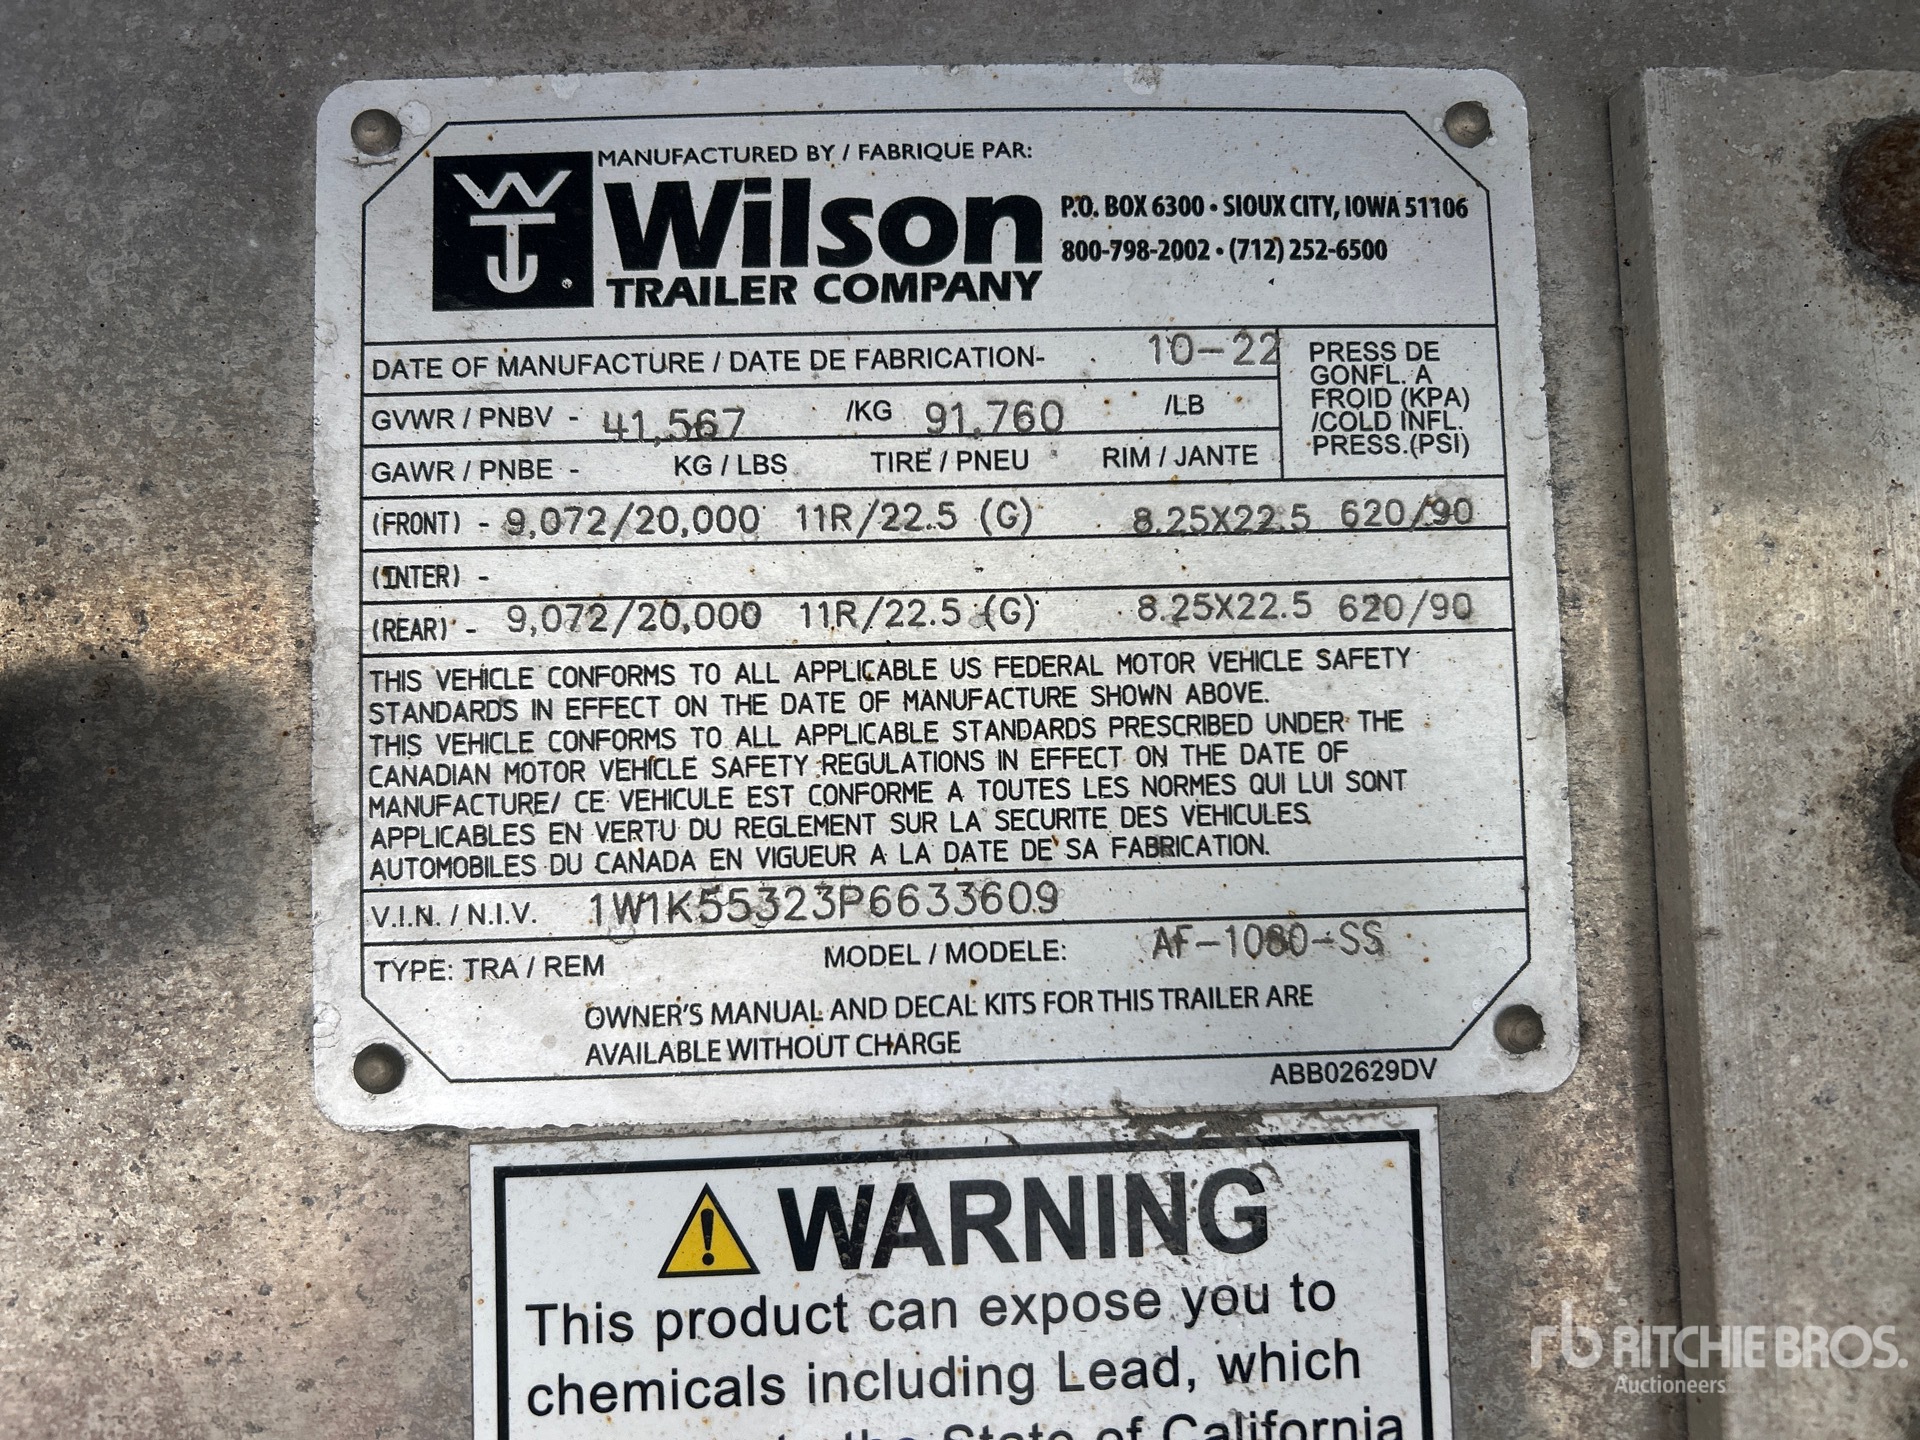 MANUFACTURED BY / FABRIQUE PAR:
WT
Wilson
TRAILER COMPANY
P.O. BOX 6300 • SIOUX CITY, IOWA 51106
800-798-2002 • (712) 252-6500
DATE OF MANUFACTURE / DATE DE FABRICATION- 10-22
GVWR / PNBV - 41,567 /KG 91,760 /LB
GAWR / PNBE - KG / LBS TIRE / PNEU RIM / JANTE
PRESS DE
GONFL. A
FROID (KPA)
/COLD INFL.
PRESS.(PSI)
(FRONT) - 9,072/20,000 11R/22.5 (G) 8.25X22.5 620/90
(INTER) -
(REAR) - 9,072/20,000 11R/22.5 (G) 8.25X22.5 620/90
THIS VEHICLE CONFORMS TO ALL APPLICABLE US FEDERAL MOTOR VEHICLE SAFETY
STANDARDS IN EFFECT ON THE DATE OF MANUFACTURE SHOWN ABOVE.
THIS VEHICLE CONFORMS TO ALL APPLICABLE STANDARDS PRESCRIBED UNDER THE
CANADIAN MOTOR VEHICLE SAFETY REGULATIONS IN EFFECT ON THE DATE OF
MANUFACTURE/ CE VEHICULE EST CONFORME A TOUTES LES NORMES QUI LUI SONT
APPLICABLES EN VERTU DU REGLEMENT SUR LA SECURITE DES VEHICULES
AUTOMOBILES DU CANADA EN VIGUEUR A LA DATE DE SA FABRICATION.
V.I.N. / N.I.V. 1W1K55323P6633609
TYPE: TRA / REM MODEL / MODELE: AF-1080-SS
OWNER'S MANUAL AND DECAL KITS FOR THIS TRAILER ARE
AVAILABLE WITHOUT CHARGE
ABB02629DV
WARNING
This product can expose you to
chemicals including Lead, which
the State of California
rb RITCHIE BROS.
Auctioneers